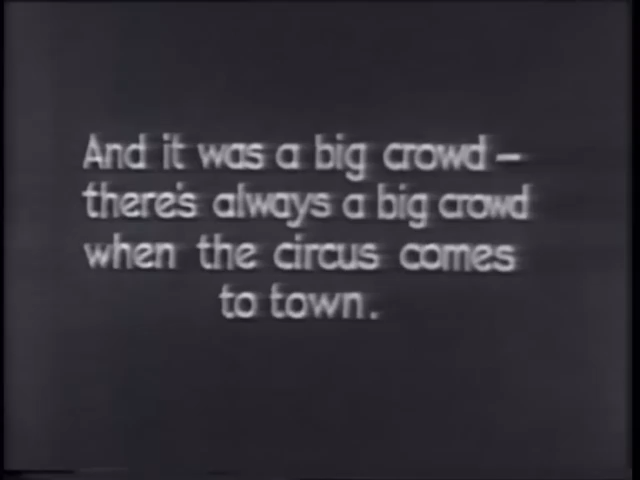 And it was a big crowd –
there's always a big crowd
when the circus comes
to town.